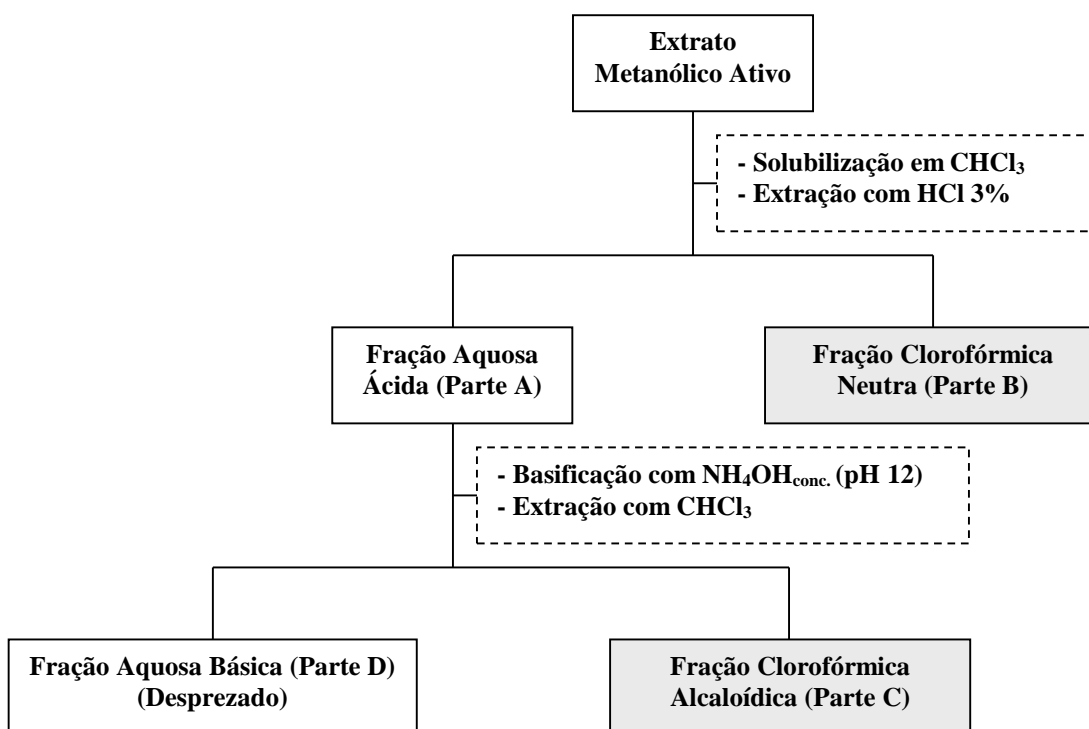 Extrato
Metanólico Ativo
- Solubilização em CHCl₃
- Extração com HCl 3%
Fração Aquosa
Ácida (Parte A)
Fração Clorofórmica
Neutra (Parte B)
- Basificação com NH₄OHconc. (pH 12)
- Extração com CHCl₃
Fração Aquosa Básica (Parte D)
(Desprezado)
Fração Clorofórmica
Alcaloídica (Parte C)